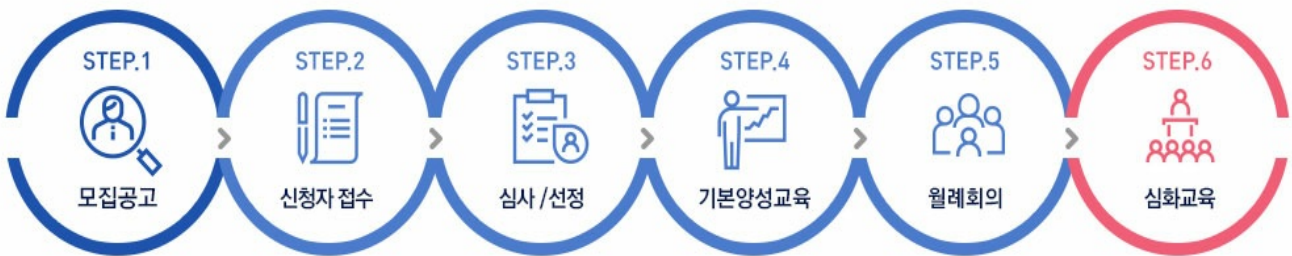 STEP.1
모집공고
STEP.2
신청자 접수
STEP.3
심사 /선정
STEP.4
기본양성교육
STEP.5
월례회의
STEP.6
심화교육